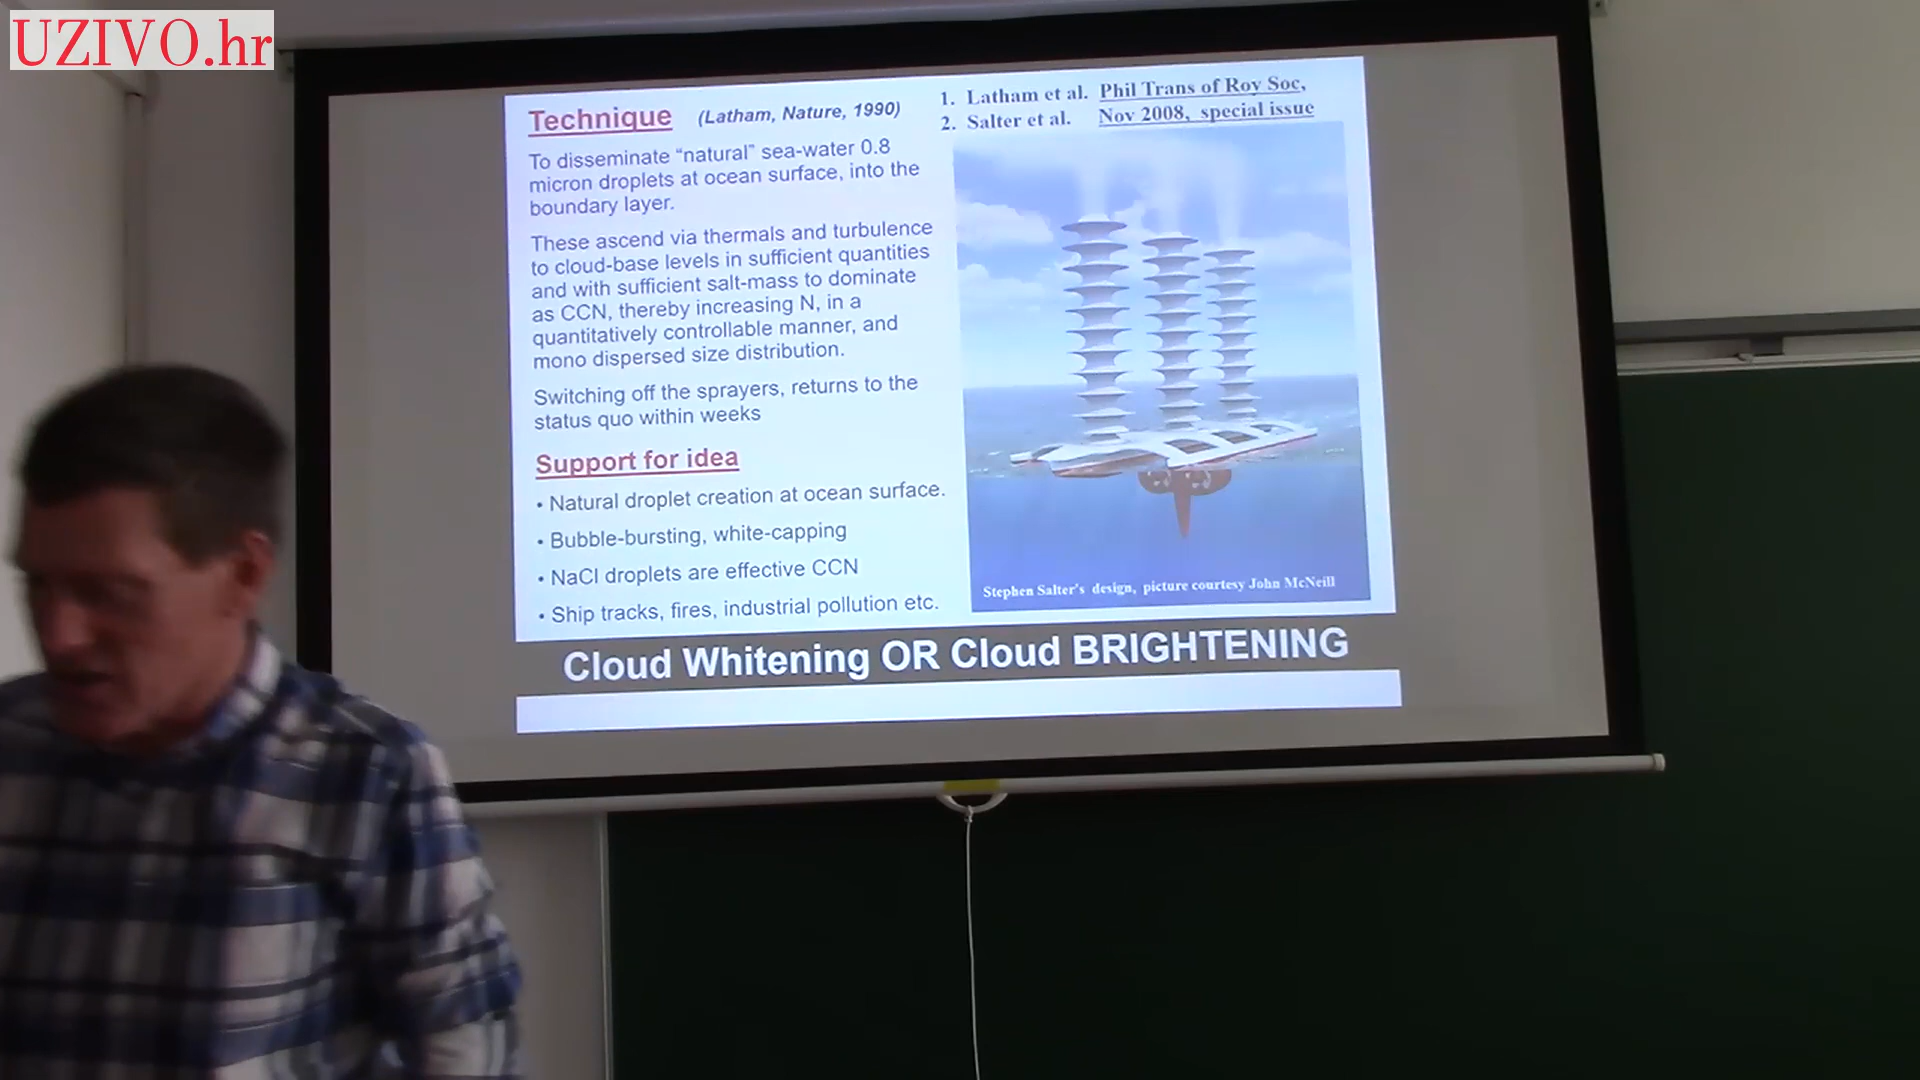 UZIVO.hr
Technique (Latham, Nature, 1990)
1. Latham et al. Phil Trans of Roy Soc,
2. Salter et al. Nov 2008, special issue
To disseminate “natural” sea-water 0.8
micron droplets at ocean surface, into the
boundary layer.
These ascend via thermals and turbulence
to cloud-base levels in sufficient quantities
and with sufficient salt-mass to dominate
as CCN, thereby increasing N, in a
quantitatively controllable manner, and
mono dispersed size distribution.
Switching off the sprayers, returns to the
status quo within weeks
Support for idea
• Natural droplet creation at ocean surface.
• Bubble-bursting, white-capping
• NaCl droplets are effective CCN
• Ship tracks, fires, industrial pollution etc.
Stephen Salter's design, picture courtesy John McNeill
Cloud Whitening OR Cloud BRIGHTENING